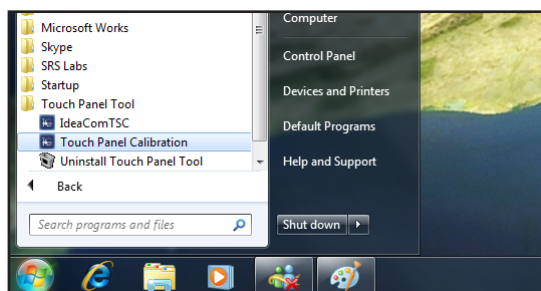 Microsoft Works
Skype
SRS Labs
Startup
Touch Panel Tool
IdeaComTSC
Touch Panel Calibration
Uninstall Touch Panel Tool
Back
Search programs and files
Computer
Control Panel
Devices and Printers
Default Programs
Help and Support
Shut down